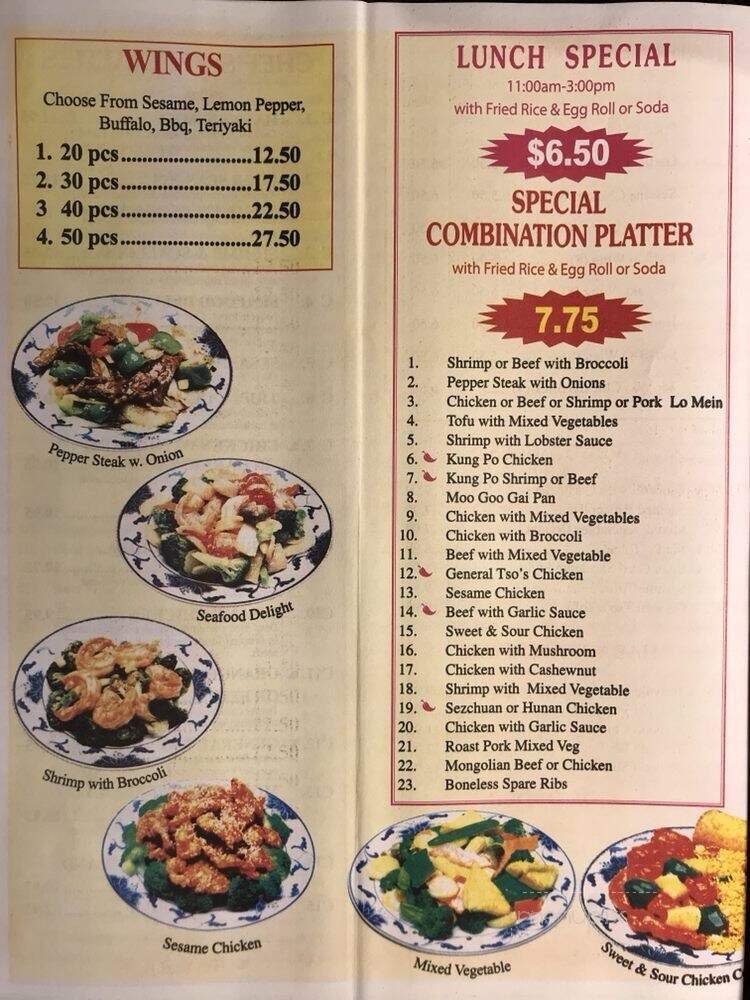 WINGS
Choose From Sesame, Lemon Pepper,
Buffalo, Bbq, Teriyaki
1. 20 pcs.............................12.50
2. 30 pcs.............................17.50
3 40 pcs.............................22.50
4. 50 pcs.............................27.50
Pepper Steak w. Onion
Seafood Delight
Shrimp with Broccoli
Sesame Chicken
LUNCH SPECIAL
11:00am-3:00pm
with Fried Rice & Egg Roll or Soda
$6.50
SPECIAL
COMBINATION PLATTER
with Fried Rice & Egg Roll or Soda
7.75
1. Shrimp or Beef with Broccoli
2. Pepper Steak with Onions
3. Chicken or Beef or Shrimp or Pork Lo Mein
4. Tofu with Mixed Vegetables
5. Shrimp with Lobster Sauce
6. Kung Po Chicken
7. Kung Po Shrimp or Beef
8. Moo Goo Gai Pan
9. Chicken with Mixed Vegetables
10. Chicken with Broccoli
11. Beef with Mixed Vegetable
12. General Tso's Chicken
13. Sesame Chicken
14. Beef with Garlic Sauce
15. Sweet & Sour Chicken
16. Chicken with Mushroom
17. Chicken with Cashewnut
18. Shrimp with Mixed Vegetable
19. Sezchuan or Hunan Chicken
20. Chicken with Garlic Sauce
21. Roast Pork Mixed Veg
22. Mongolian Beef or Chicken
23. Boneless Spare Ribs
Mixed Vegetable
Sweet & Sour Chicken C